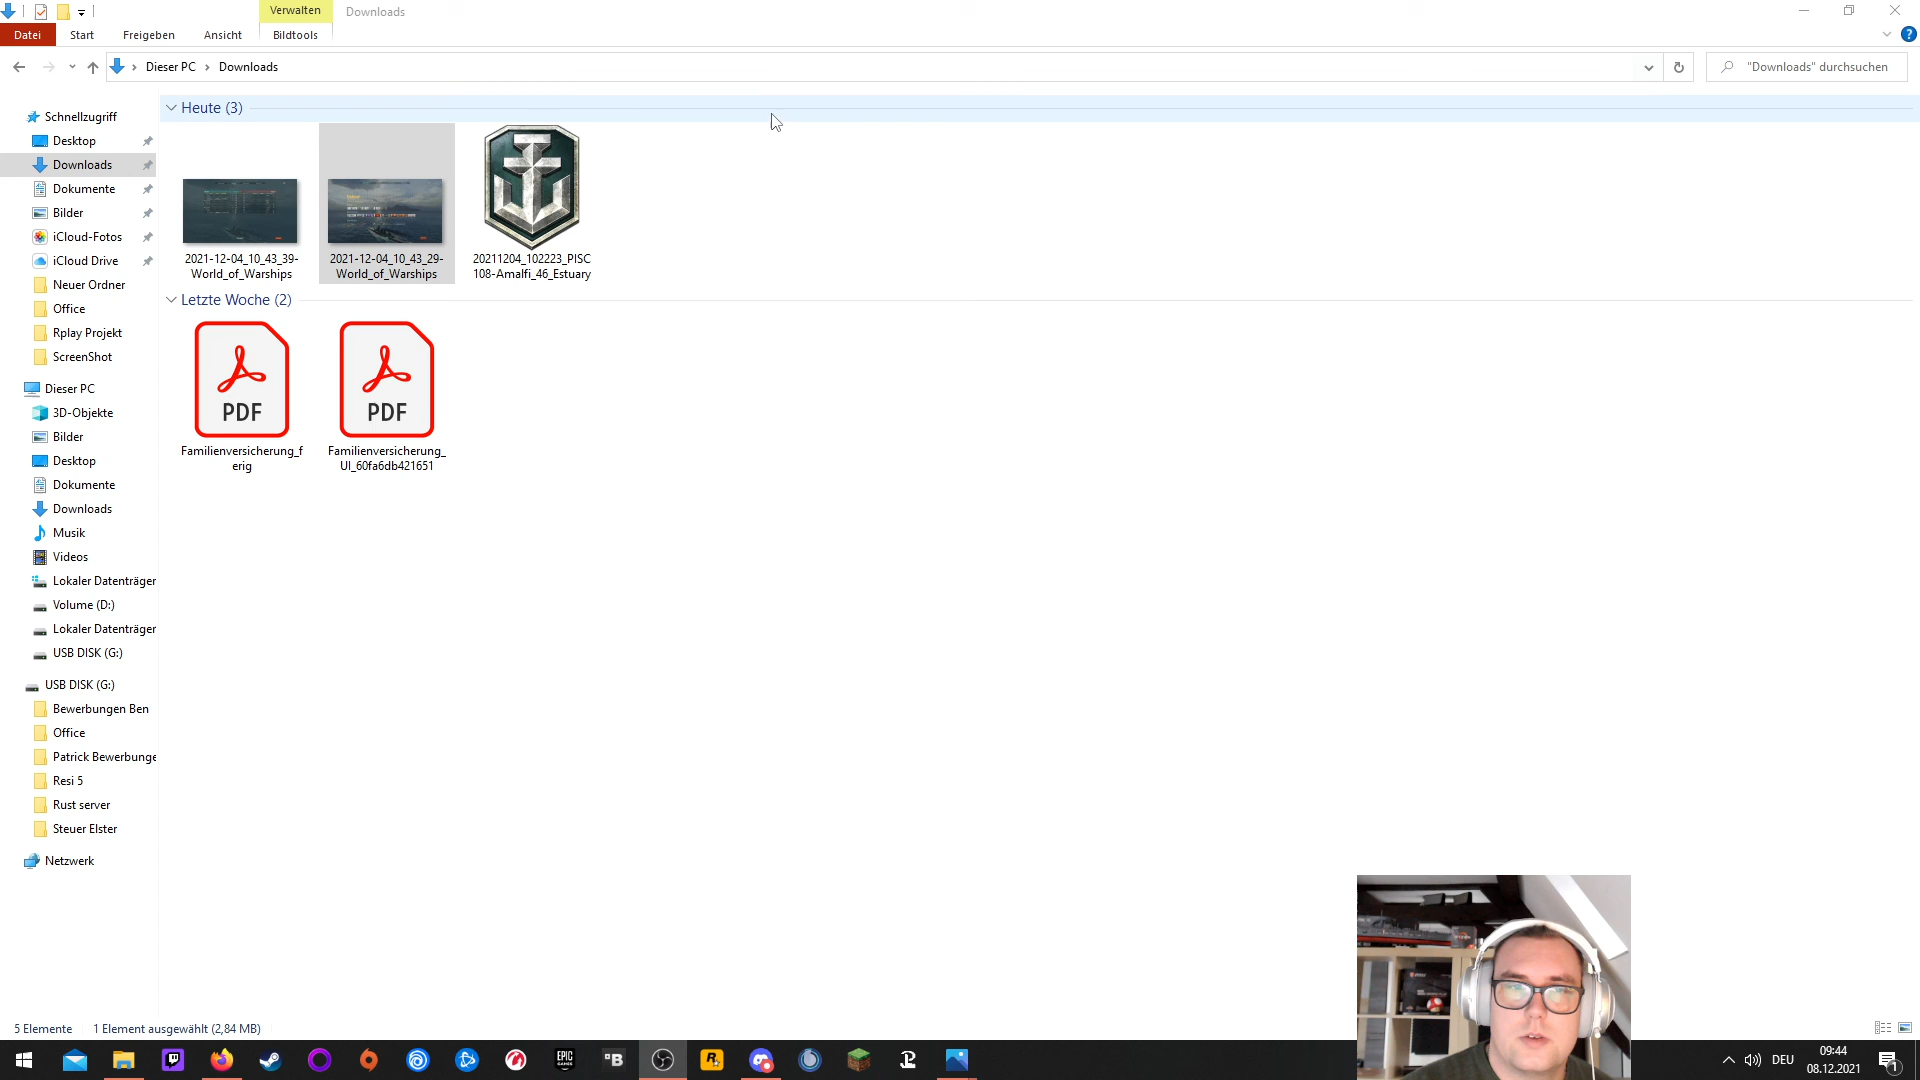 Verwalten
Downloads
Datei
Start
Freigeben
Ansicht
Bildtools
Dieser PC
Downloads
"Downloads" durchsuchen
Schnellzugriff
Desktop
Downloads
Dokumente
Bilder
iCloud-Fotos
iCloud Drive
Neuer Ordner
Office
Rplay Projekt
ScreenShot
Dieser PC
3D-Objekte
Bilder
Desktop
Dokumente
Downloads
Musik
Videos
Lokaler Datenträger
Volume (D:)
Lokaler Datenträger
USB DISK (G:)
USB DISK (G:)
Bewerbungen Ben
Office
Patrick Bewerbunge
Resi 5
Rust server
Steuer Elster
Netzwerk
Heute (3)
2021-12-04_10_43_39-
World_of_Warships
2021-12-04_10_43_29-
World_of_Warships
20211204_102223_PISC
108-Amalfi_46_Estuary
Letzte Woche (2)
PDF
Familienversicherung_f
erig
PDF
Familienversicherung_
UI_60fa6db421651
5 Elemente
1 Element ausgewählt (2,84 MB)
EPIC
GAMES
B
R
DEU
09:44
08.12.2021
1